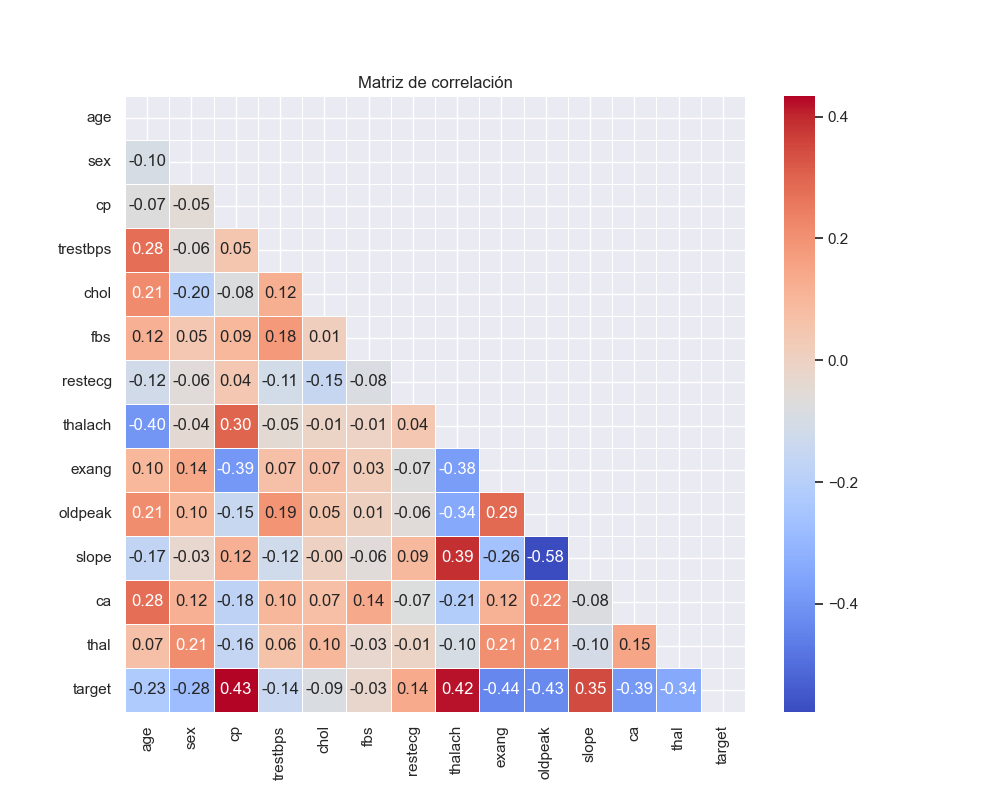 Matriz de correlación
age
sex -0.10
cp -0.07 -0.05
trestbps 0.28 -0.06 0.05
chol 0.21 -0.20 -0.08 0.12
fbs 0.12 0.05 0.09 0.18 0.01
restecg -0.12 -0.06 0.04 -0.11 -0.15 -0.08
thalach -0.40 -0.04 0.30 -0.05 -0.01 -0.01 0.04
exang 0.10 0.14 -0.39 0.07 0.07 0.03 -0.07 -0.38
oldpeak 0.21 0.10 -0.15 0.19 0.05 0.01 -0.06 -0.34 0.29
slope -0.17 -0.03 0.12 -0.12 -0.00 -0.06 0.09 0.39 -0.26 -0.58
ca 0.28 0.12 -0.18 0.10 0.07 0.14 -0.07 -0.21 0.12 0.22 -0.08
thal 0.07 0.21 -0.16 0.06 0.10 -0.03 -0.01 -0.10 0.21 0.21 -0.10 0.15
target -0.23 -0.28 0.43 -0.14 -0.09 -0.03 0.14 0.42 -0.44 -0.43 0.35 -0.39 -0.34
age sex cp trestbps chol fbs restecg thalach exang oldpeak slope ca thal target
0.4
0.2
0.0
−0.2
−0.4